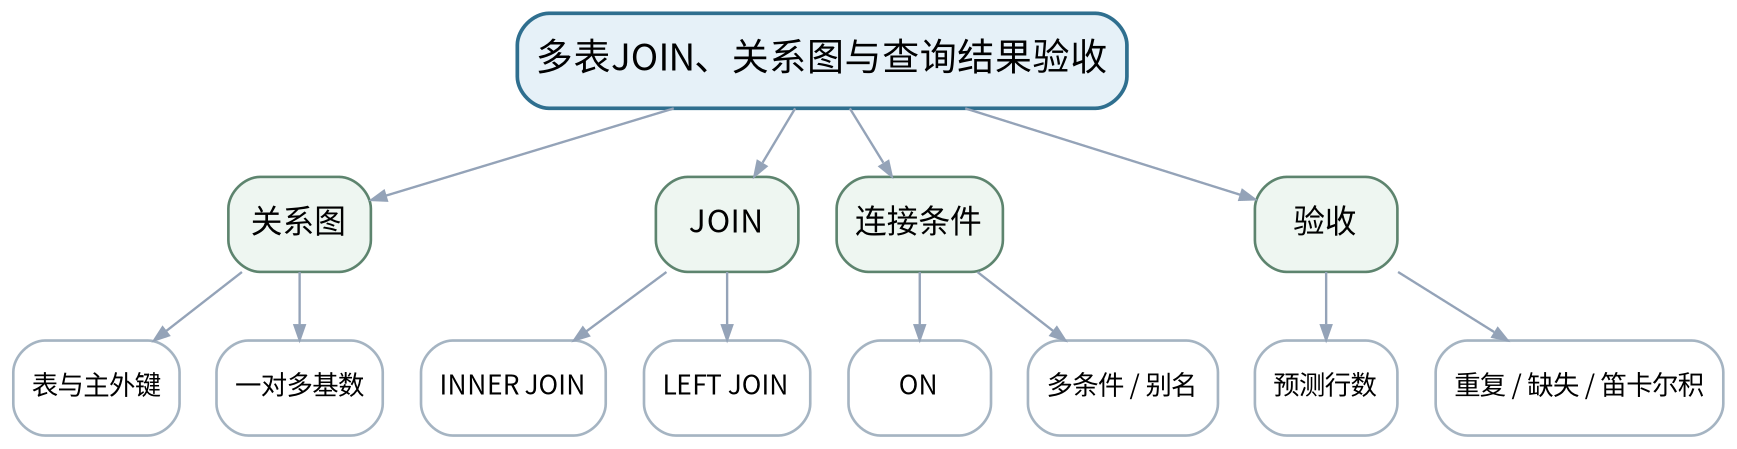 多表JOIN、关系图与查询结果验收
关系图
JOIN
连接条件
验收
表与主外键
一对多基数
INNER JOIN
LEFT JOIN
ON
多条件 / 别名
预测行数
重复 / 缺失 / 笛卡尔积